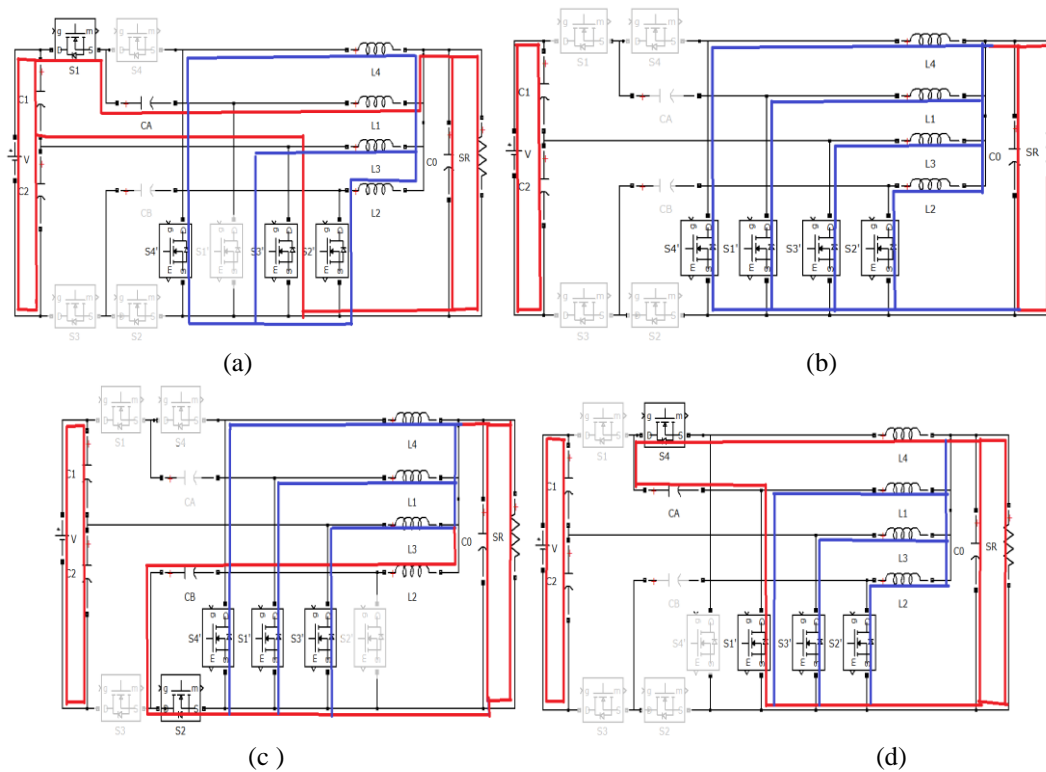 g m g m
D S D S
S1 S4
L4
C1
CA L1
V
C0 SR
C2 L3
CB
L2
S4' S1' S3' S2'
g g g g
E E E E
g m g m
S3 S2
(a)
g m g m
D S D S
S1 S4
L4
C1
CA L1
V
C0 SR
C2 L3
CB
L2
S4' S1' S3' S2'
g g g g
E E E E
g m g m
S3 S2
(b)
g m g m
D S D S
S1 S4
L4
C1
CA L1
V
L3 C0 SR
C2
CB L2
S4' S1' S3' S2'
g g g g
E E E E
g m g m
S3 S2
(c )
g m g m
D S D S
S1 S4
L4
C1
CA L1
V
C0 SR
C2 L3
CB
L2
S4' S1' S3' S2'
g g g g
E E E E
g m g m
S3 S2
(d)